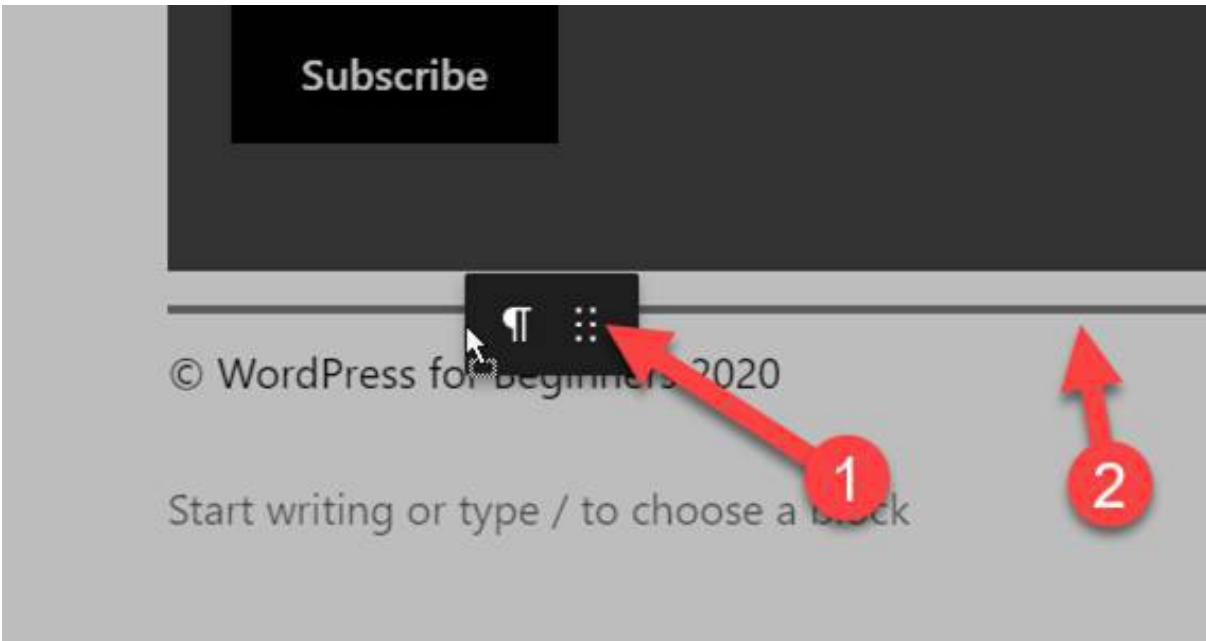 Subscribe
¶
© WordPress for Beginners 2020
1
2
Start writing or type / to choose a block